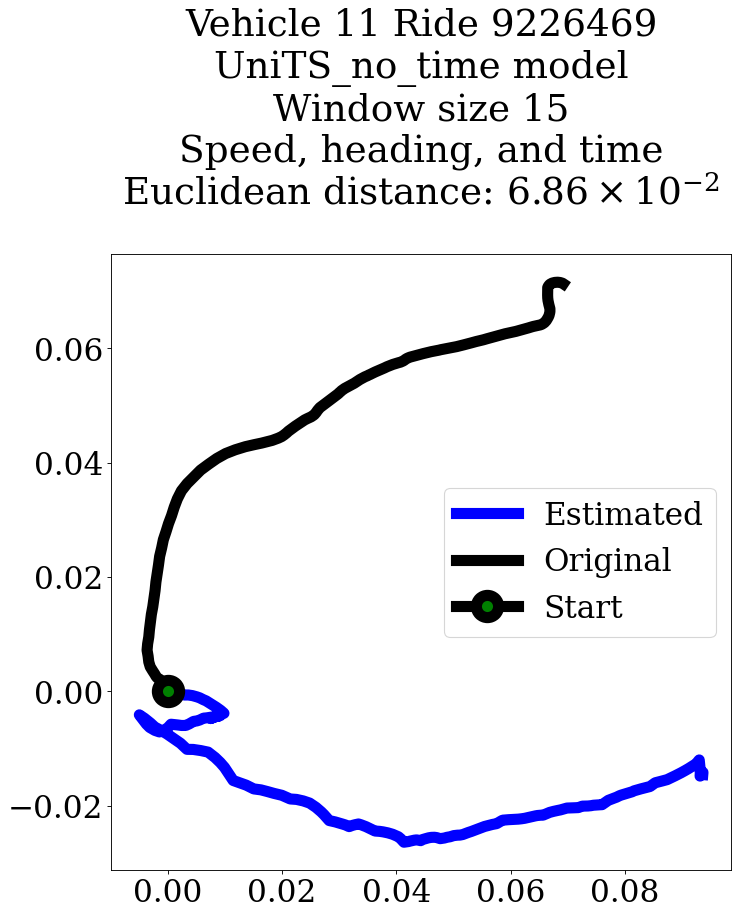 Vehicle 11 Ride 9226469
UniTS_no_time model
Window size 15
Speed, heading, and time
Euclidean distance: 6.86 × 10⁻²
0.06
0.04
0.02
0.00
−0.02
Estimated
Original
Start
0.00 0.02 0.04 0.06 0.08